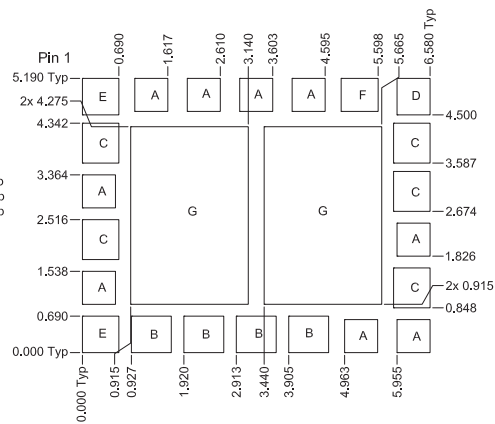 Pin 1
0.690
1.617
2.610
3.140
3.603
4.595
5.598
5.665
6.580 Typ
5.190 Typ
2x 4.275
4.342
3.364
2.516
1.538
0.690
0.000 Typ
E A A A A F D
C C
A C
G G
C A
A C
E B B B B A A
4.500
3.587
2.674
1.826
2x 0.915
0.848
0.000 Typ
0.915
0.927
1.920
2.913
3.440
3.905
4.963
5.955